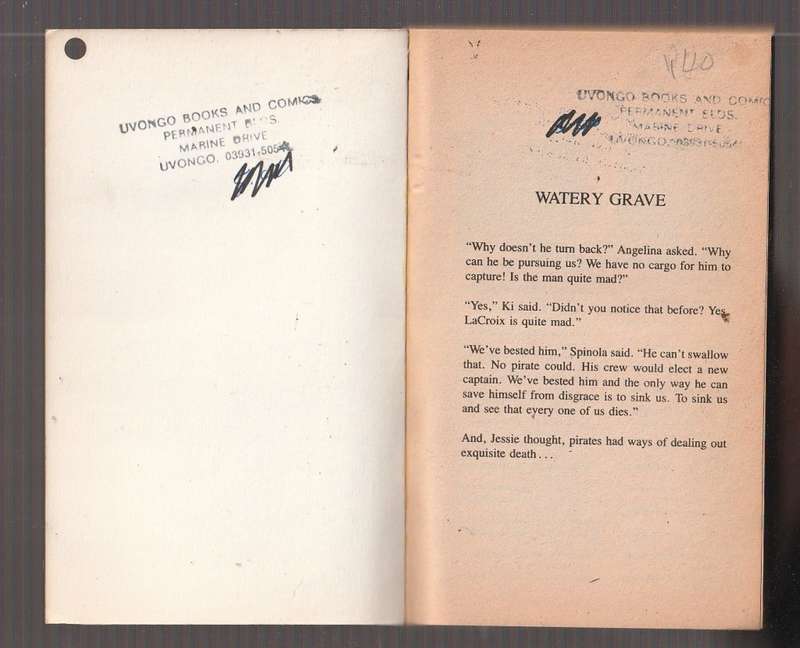 UVONGO BOOKS AND COMICS
PERMANENT BLDS.
MARINE DRIVE
UVONGO, 03931-505
UVONGO BOOKS AND COMIC
PERMANENT BLDS.
MARINE DRIVE
UVONGO, 03931-505
WATERY GRAVE
“Why doesn’t he turn back?” Angelina asked. “Why
can he be pursuing us? We have no cargo for him to
capture! Is the man quite mad?”
“Yes,” Ki said. “Didn’t you notice that before? Yes,
LaCroix is quite mad.”
“We’ve bested him,” Spinola said. “He can’t swallow
that. No pirate could. His crew would elect a new
captain. We’ve bested him and the only way he can
save himself from disgrace is to sink us. To sink us
and see that every one of us dies.”
And, Jessie thought, pirates had ways of dealing out
exquisite death . . .